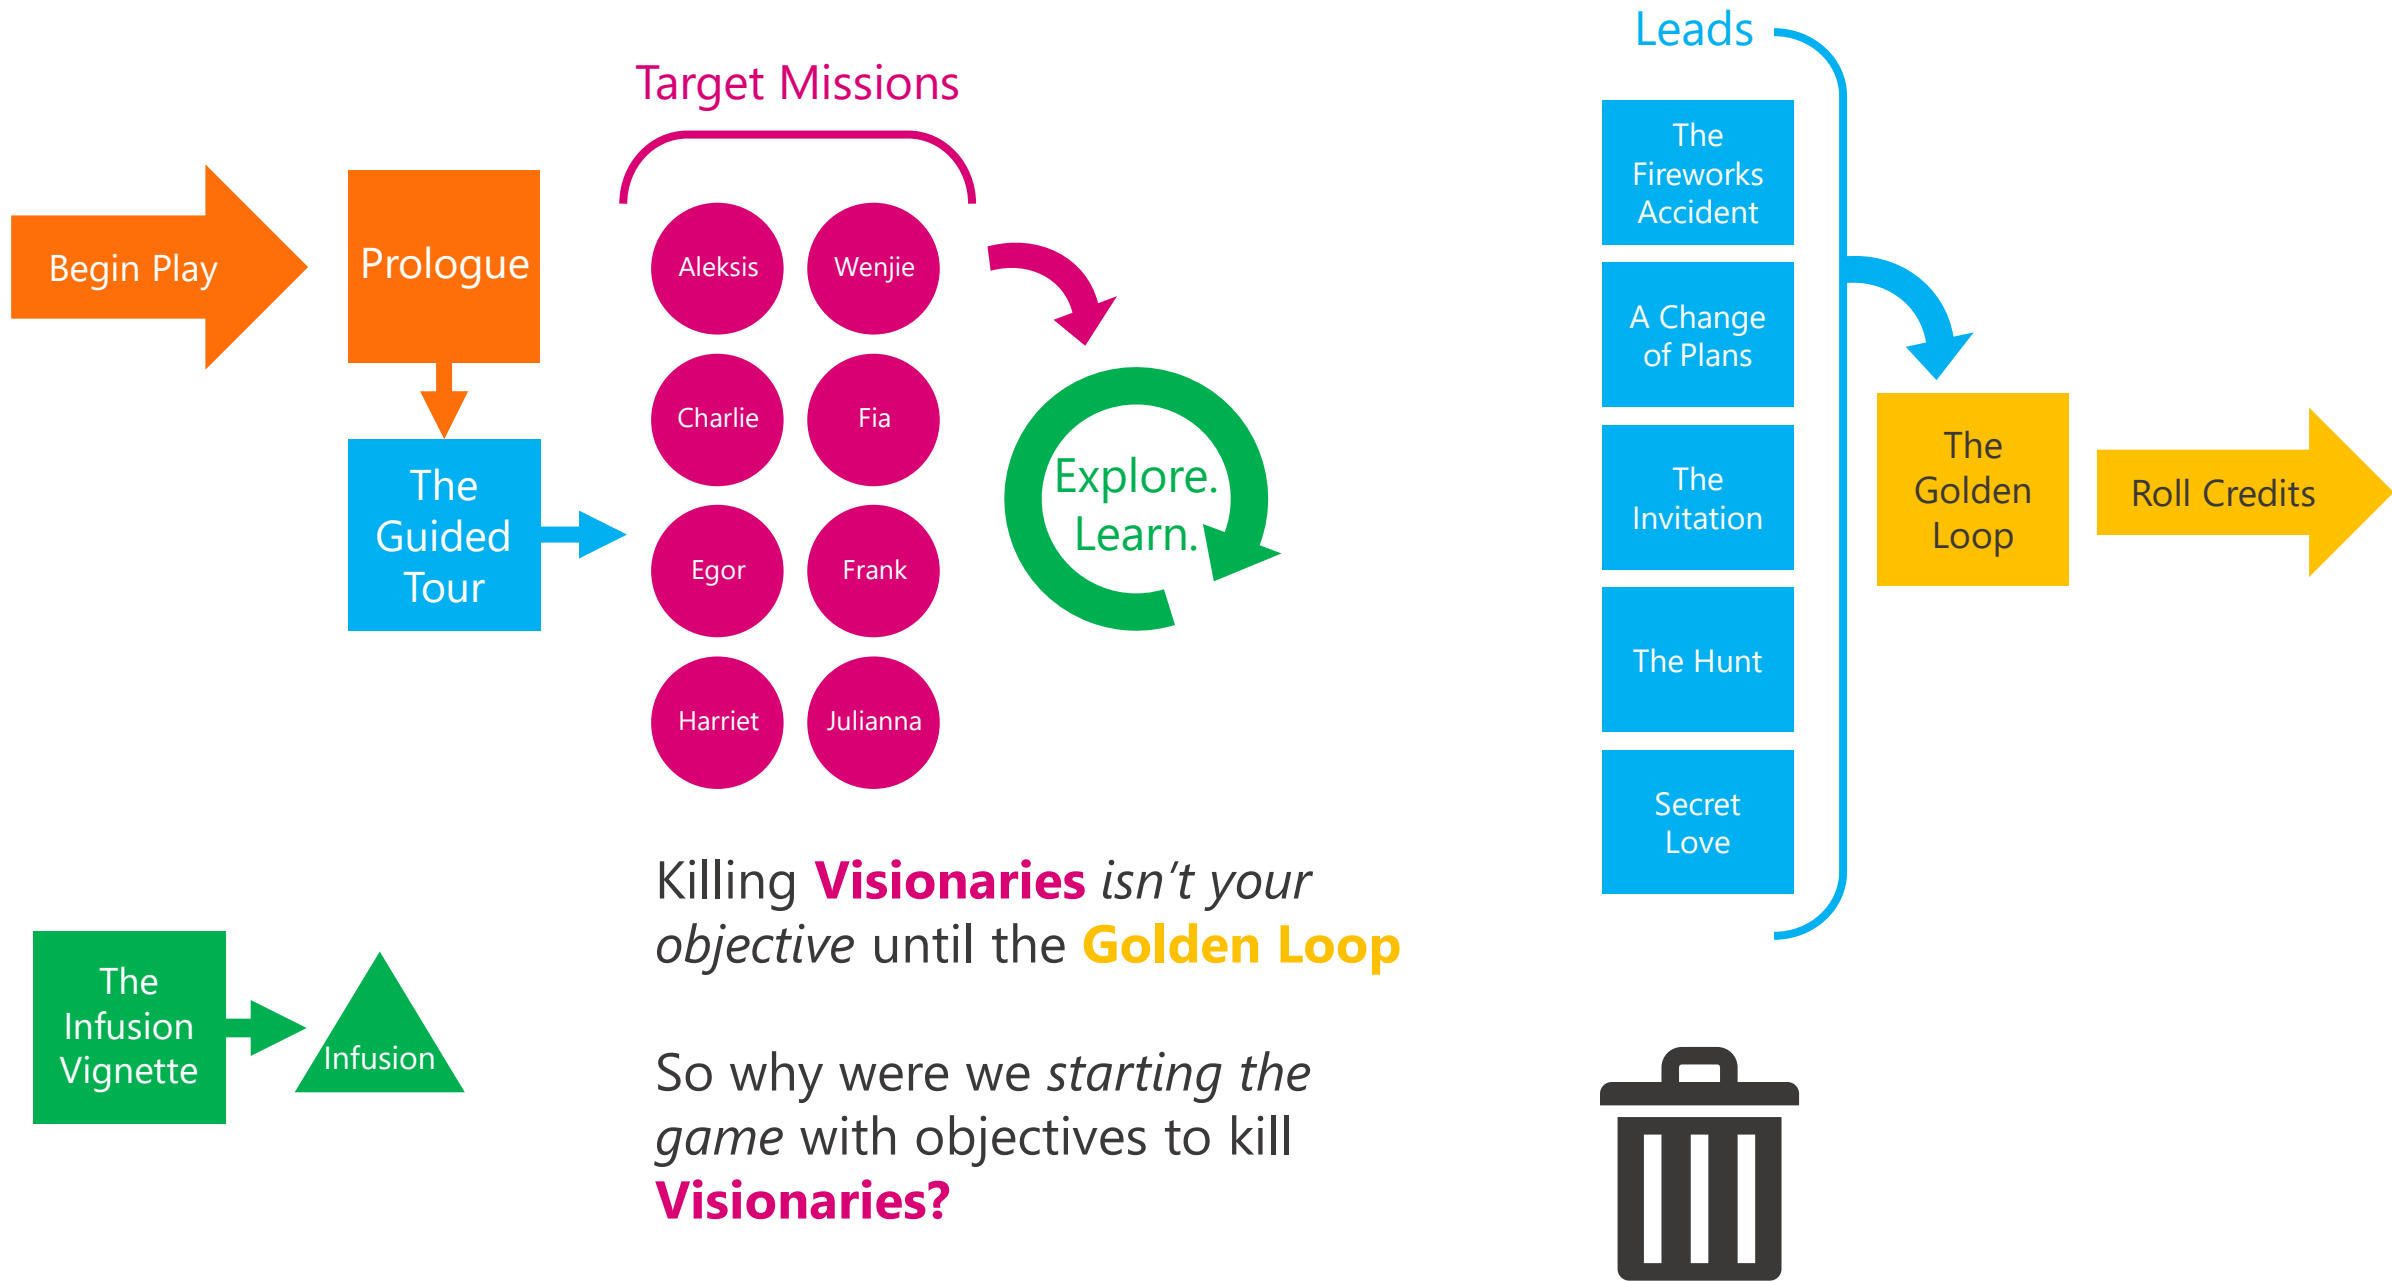 Begin Play
Prologue
The
Guided
Tour
Target Missions
Aleksis
Wenjie
Charlie
Fia
Egor
Frank
Harriet
Julianna
Explore.
Learn.
Leads
The
Fireworks
Accident
A Change
of Plans
The
Invitation
The Hunt
Secret
Love
The
Golden
Loop
Roll Credits
The
Infusion
Vignette
Infusion
Killing Visionaries isn’t your
objective until the Golden Loop
So why were we starting the
game with objectives to kill
Visionaries?